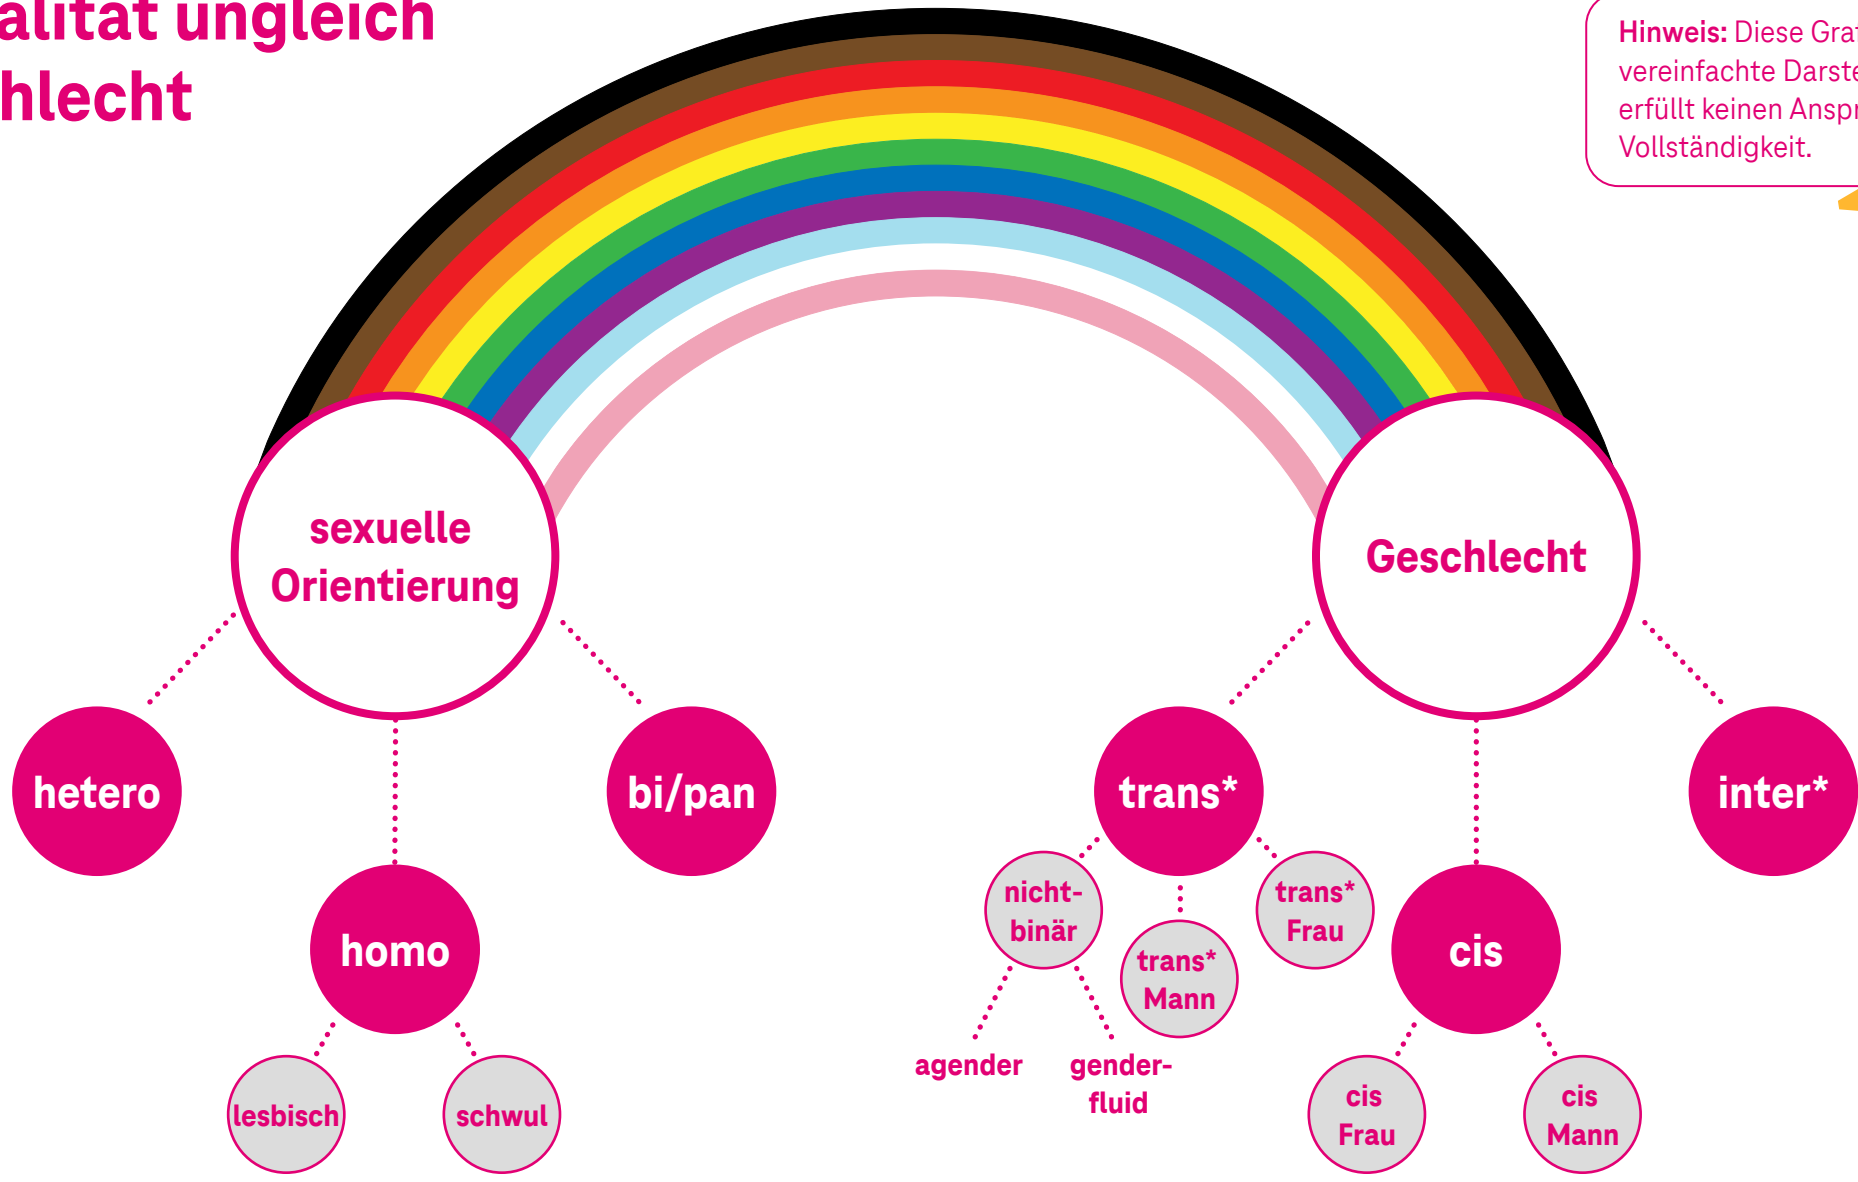 alität ungleich
hlecht
Hinweis: Diese Gra
vereinfachte Darste
erfüllt keinen Anspr
Vollständigkeit.
sexuelle
Orientierung
Geschlecht
hetero
bi/pan
trans*
inter*
homo
nicht-
binär
trans*
Mann
trans*
Frau
cis
agender
gender-
fluid
lesbisch
schwul
cis
Frau
cis
Mann